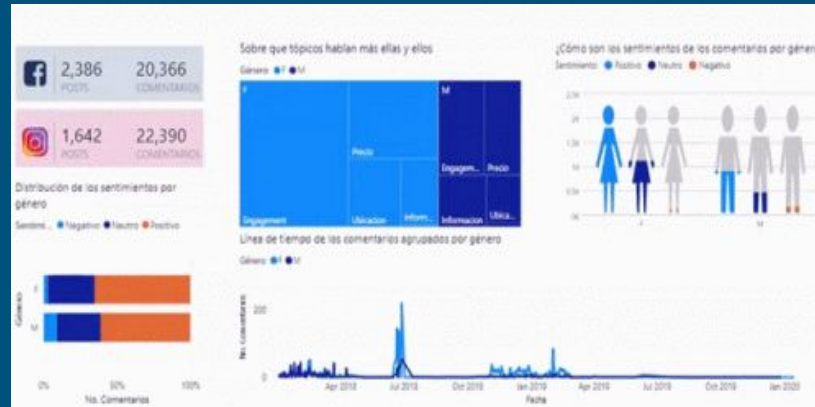 2,386
POSTS
20,366
COMENTARIOS
1,642
POSTS
22,390
COMENTARIOS
Distribución de los sentimientos por
género
Sentimi... Negativo Neutro Positivo
Género
F
M
0% 50% 100%
No. Comentarios
Sobre que tópicos hablan más ellas y ellos
Género F M
F
Engagement
Precio
Ubicacion
Inform...
M
Engagem...
Precio
Informacion
Ubica...
Línea de tiempo de los comentarios agrupados por género
Género F M
No. Comentarios
200
0
Apr 2018 Jul 2018 Oct 2018 Jan 2019 Apr 2019 Jul 2019 Oct 2019 Jan 2020
Fecha
¿Cómo son los sentimientos de los comentarios por género
Sentimiento Positivo Neutro Negativo
F M